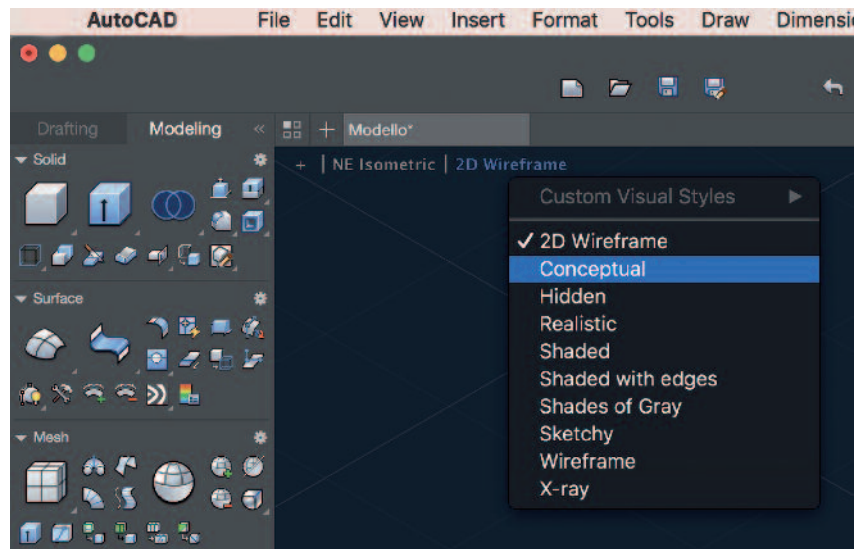 AutoCAD File Edit View Insert Format Tools Draw
Drafting Modeling « + Modello*
Solid
+ | NE Isometric | 2D Wireframe
Custom Visual Styles
✓ 2D Wireframe
Conceptual
Hidden
Realistic
Shaded
Shaded with edges
Shades of Gray
Sketchy
Wireframe
X-ray
Surface
Mesh